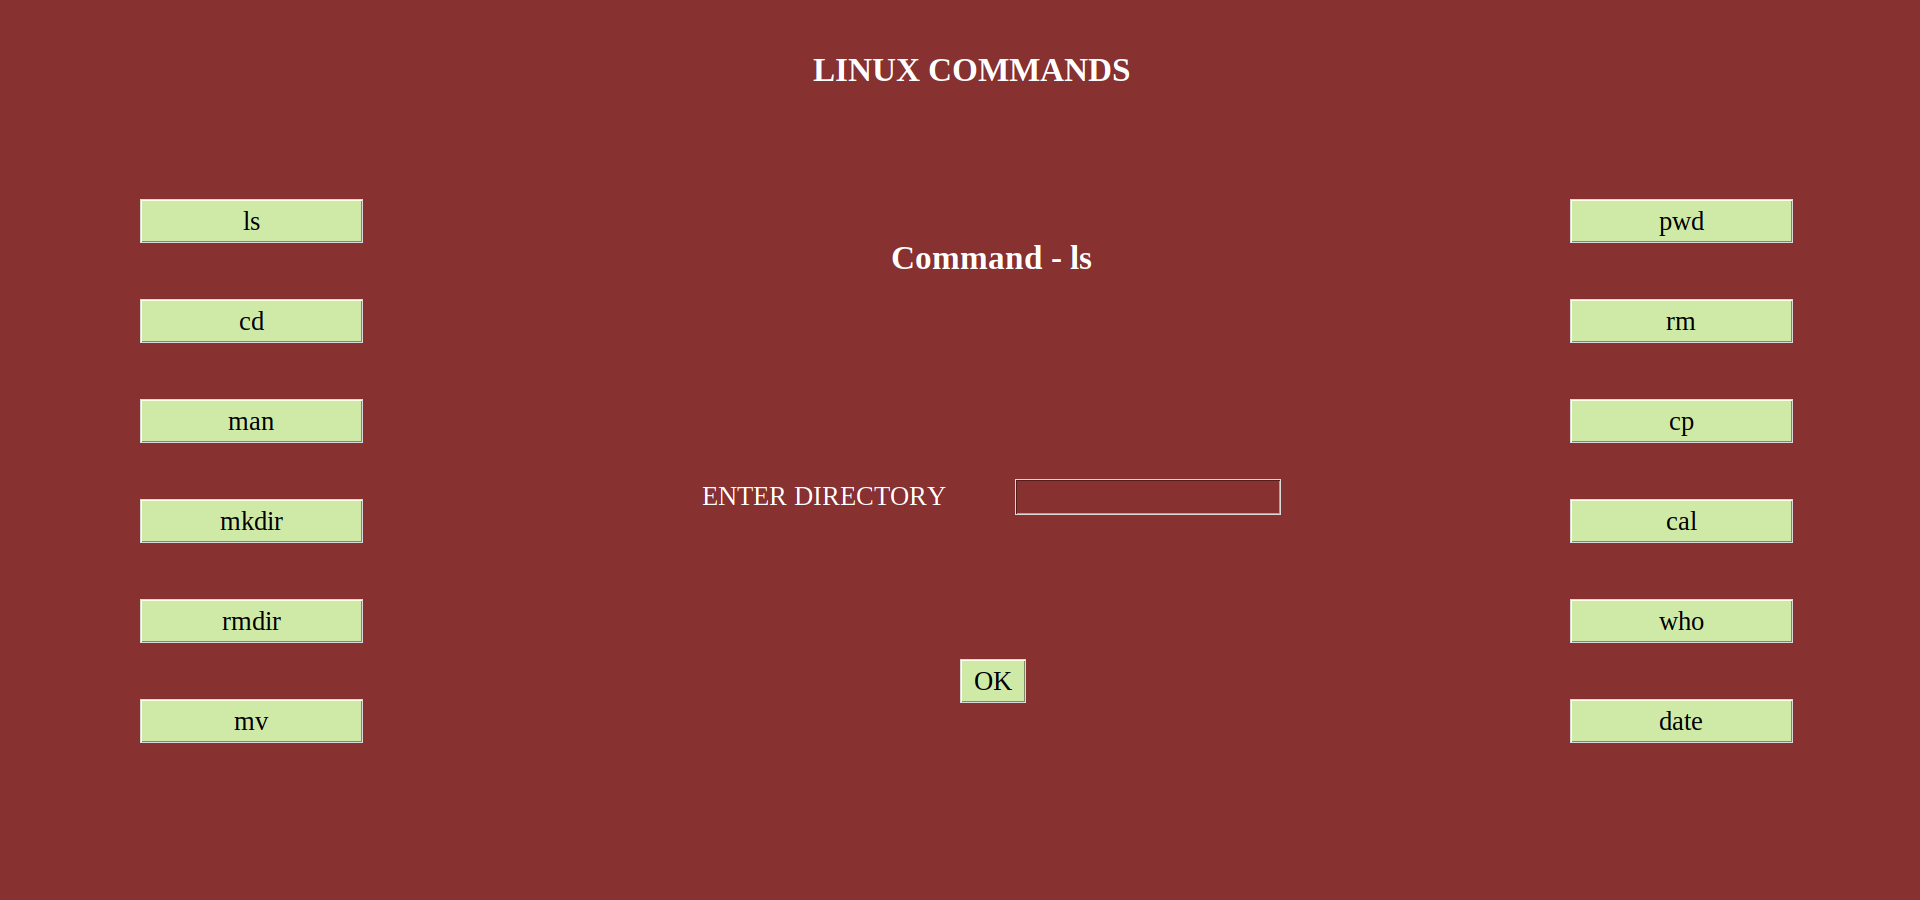 LINUX COMMANDS
ls
pwd
Command - ls
cd
rm
man
cp
ENTER DIRECTORY
mkdir
cal
rmdir
who
OK
mv
date